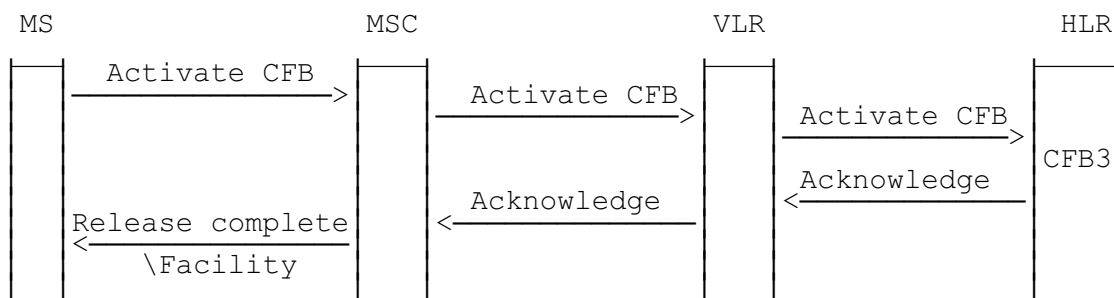 MS MSC VLR HLR
Activate CFB
Activate CFB
Activate CFB
CFB3
Acknowledge
Acknowledge
Release complete
\Facility